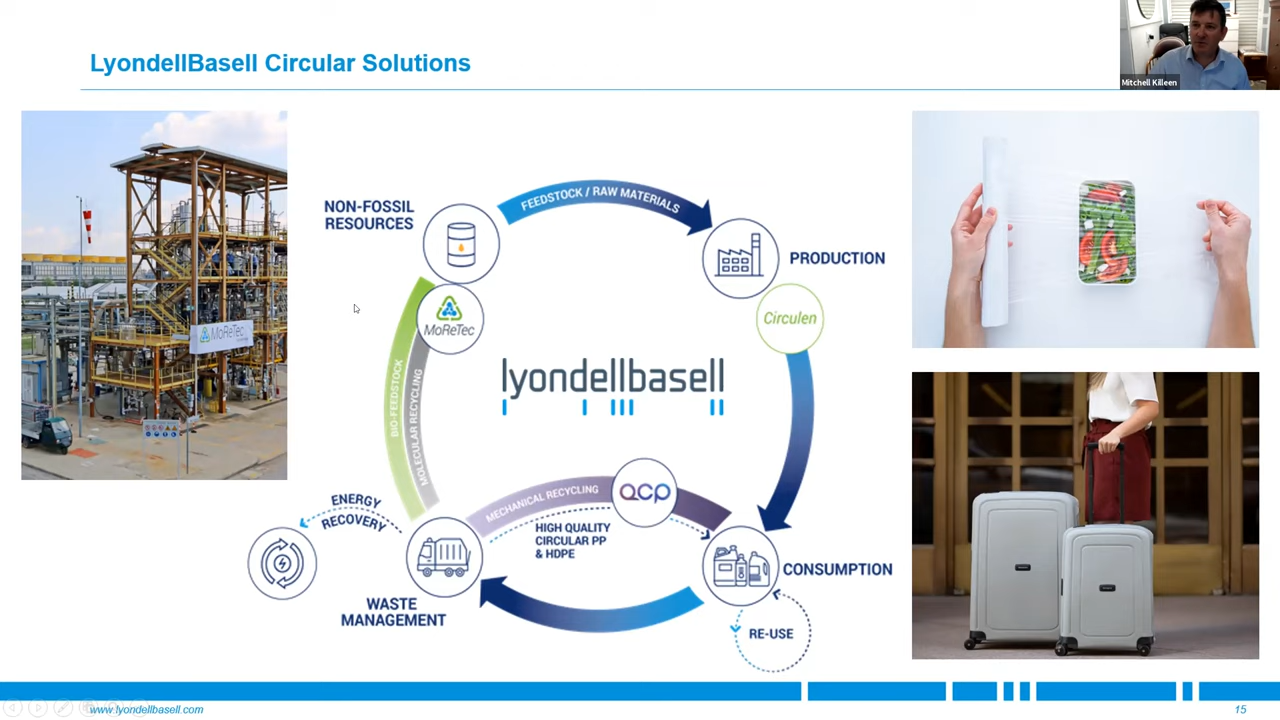 LyondellBasell Circular Solutions
Mitchell Killeen
MoReTec
NON-FOSSIL
RESOURCES
FEEDSTOCK / RAW MATERIALS
PRODUCTION
MoReTec
Circulen
lyondellbasell
BIO-FEEDSTOCK
MOLECULAR RECYCLING
MECHANICAL RECYCLING
QCP
ENERGY
RECOVERY
HIGH QUALITY
CIRCULAR PP
& HDPE
CONSUMPTION
WASTE
MANAGEMENT
RE-USE
www.lyondellbasell.com
15